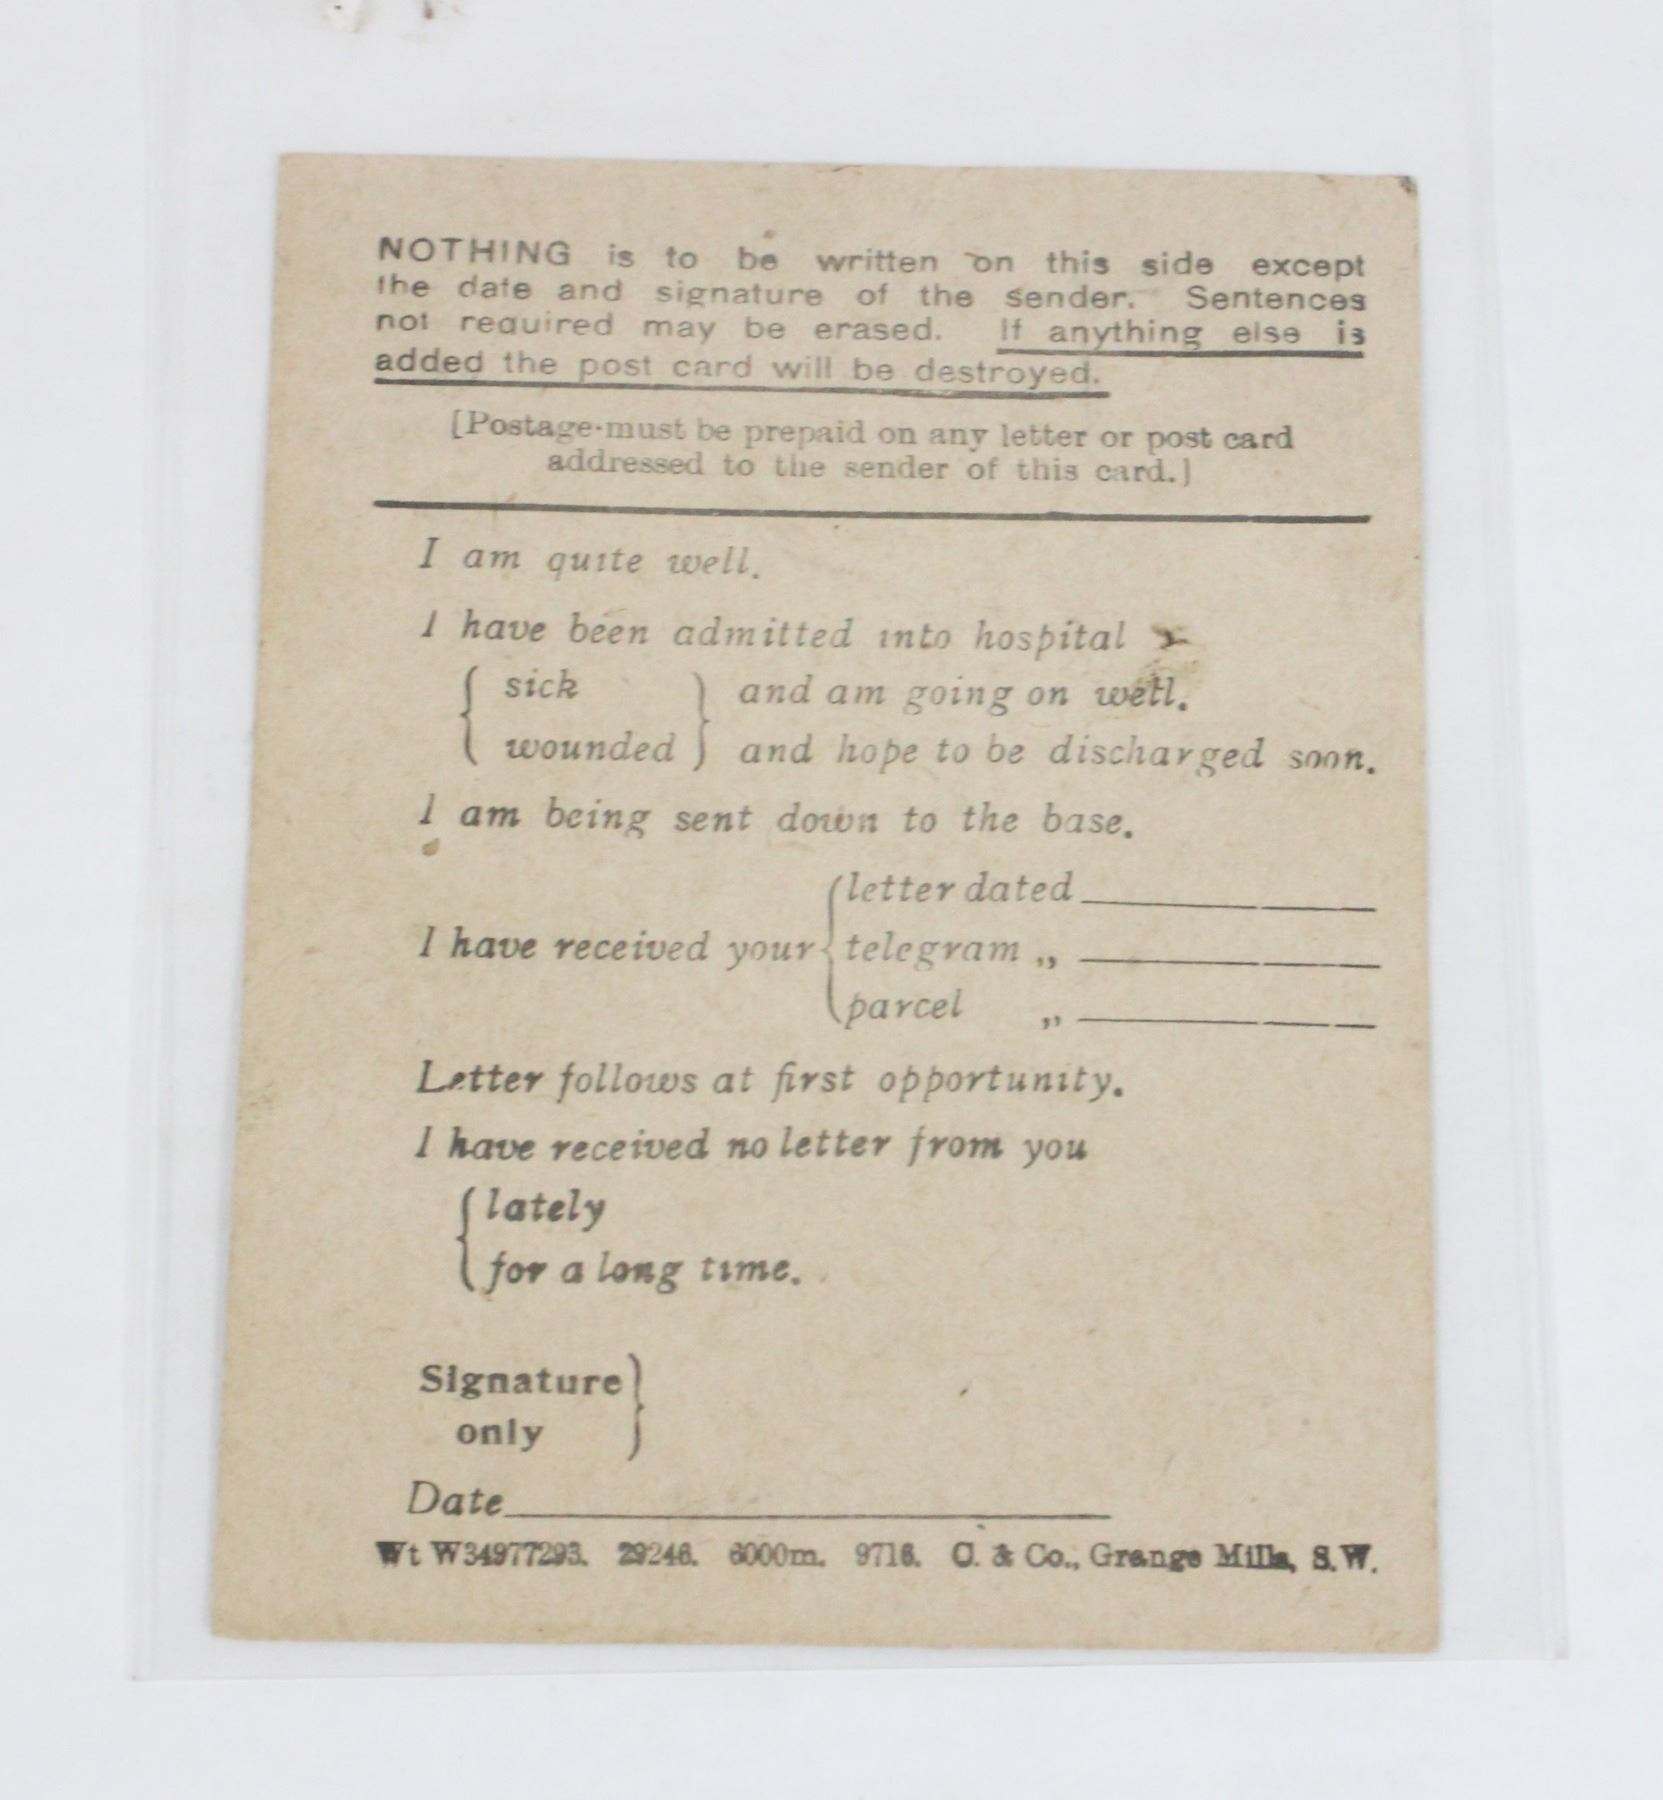 NOTHING is to be written on this side except
the date and signature of the sender. Sentences
not required may be erased. If anything else is
added the post card will be destroyed.
[Postage must be prepaid on any letter or post card
addressed to the sender of this card.]
I am quite well.
I have been admitted into hospital
{ sick } and am going on well.
{ wounded } and hope to be discharged soon.
I am being sent down to the base.
{ letter dated
I have received your { telegram „
{ parcel „
Letter follows at first opportunity.
I have received no letter from you
{ lately
{ for a long time.
Signature }
only }
Date
Wt W34977293. 29246. 6000m. 9716. C. & Co., Grange Mills, S.W.